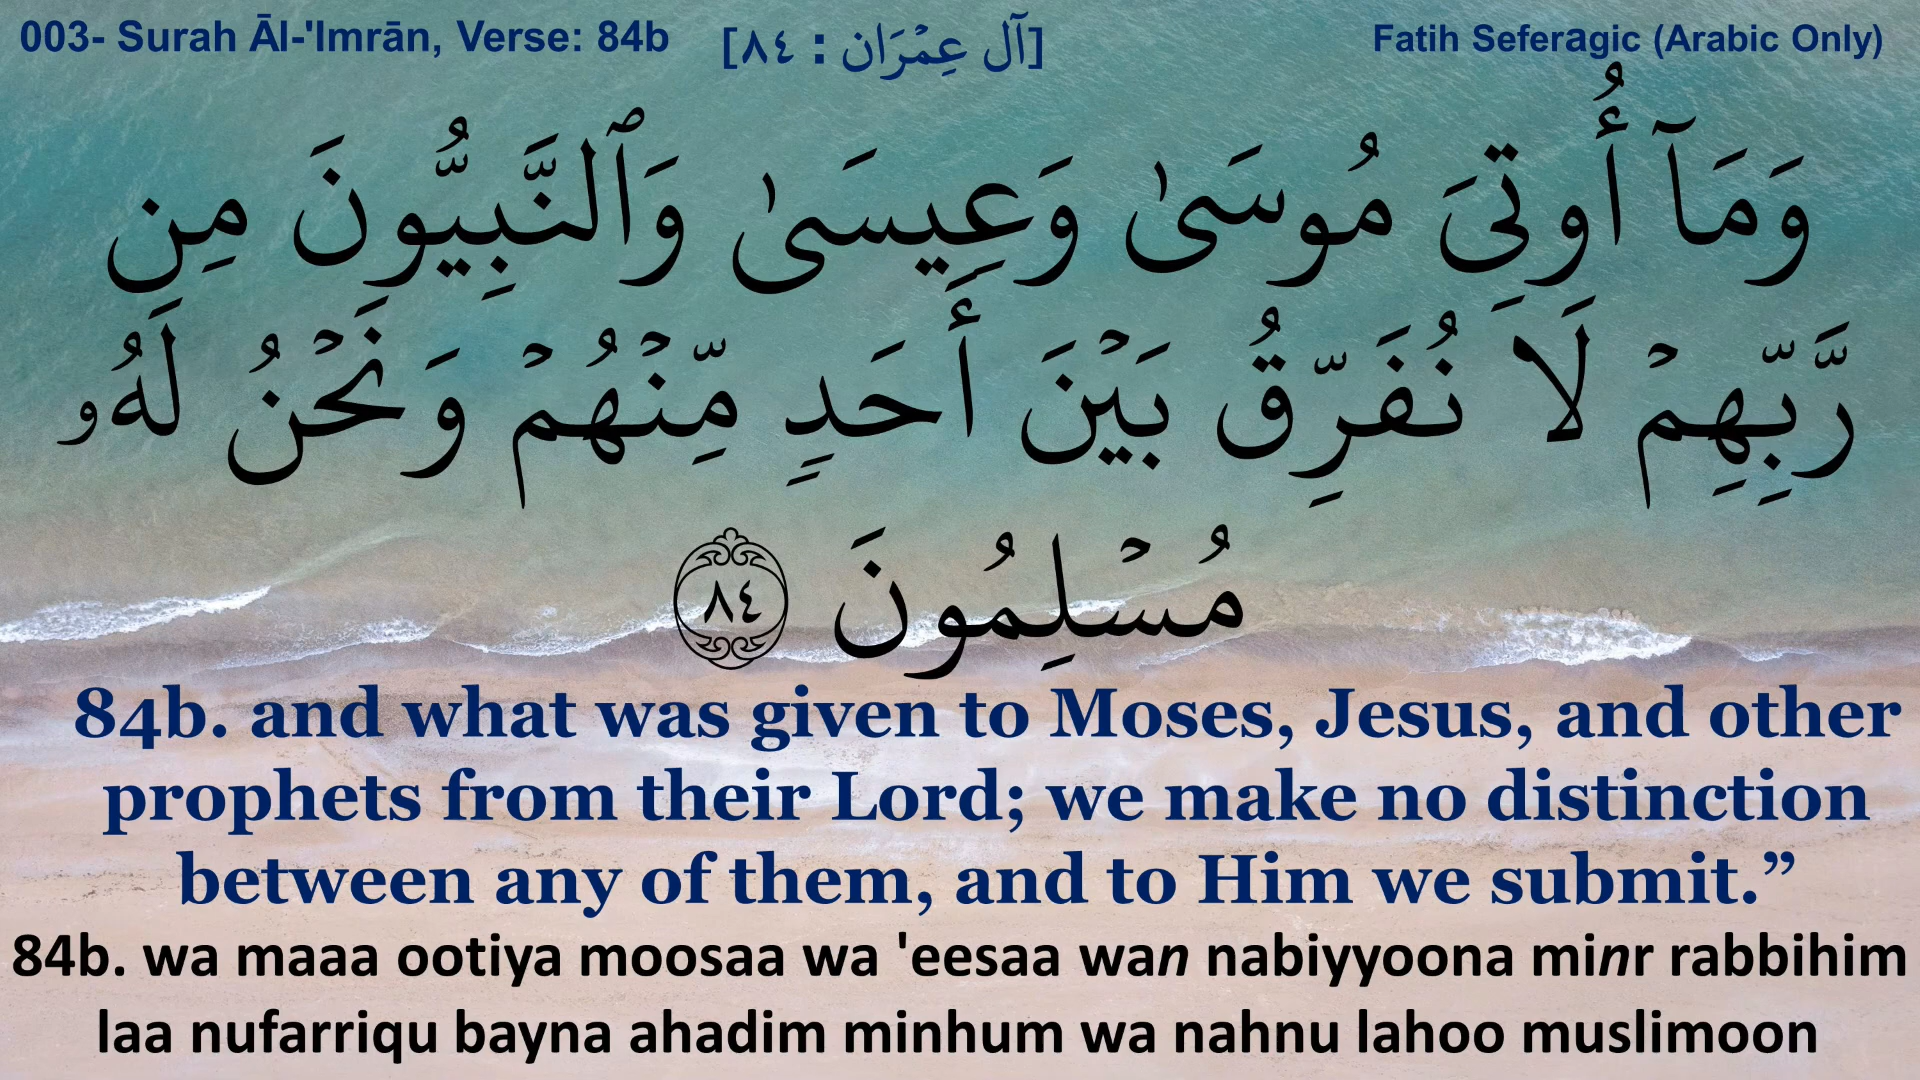 003- Surah Āl-'Imrān, Verse: 84b [آل عِمْرَان : ٨٤] Fatih Seferagic (Arabic Only)
وَمَآ أُوتِىَ مُوسَىٰ وَعِيسَىٰ وَٱلنَّبِيُّونَ مِن
رَّبِّهِمْ لَا نُفَرِّقُ بَيْنَ أَحَدٍ مِّنْهُمْ وَنَحْنُ لَهُۥ
مُسْلِمُونَ ٨٤
84b. and what was given to Moses, Jesus, and other
prophets from their Lord; we make no distinction
between any of them, and to Him we submit.”
84b. wa maaa ootiya moosaa wa 'eesaa wan nabiyyoona minr rabbihim
laa nufarriqu bayna ahadim minhum wa nahnu lahoo muslimoon